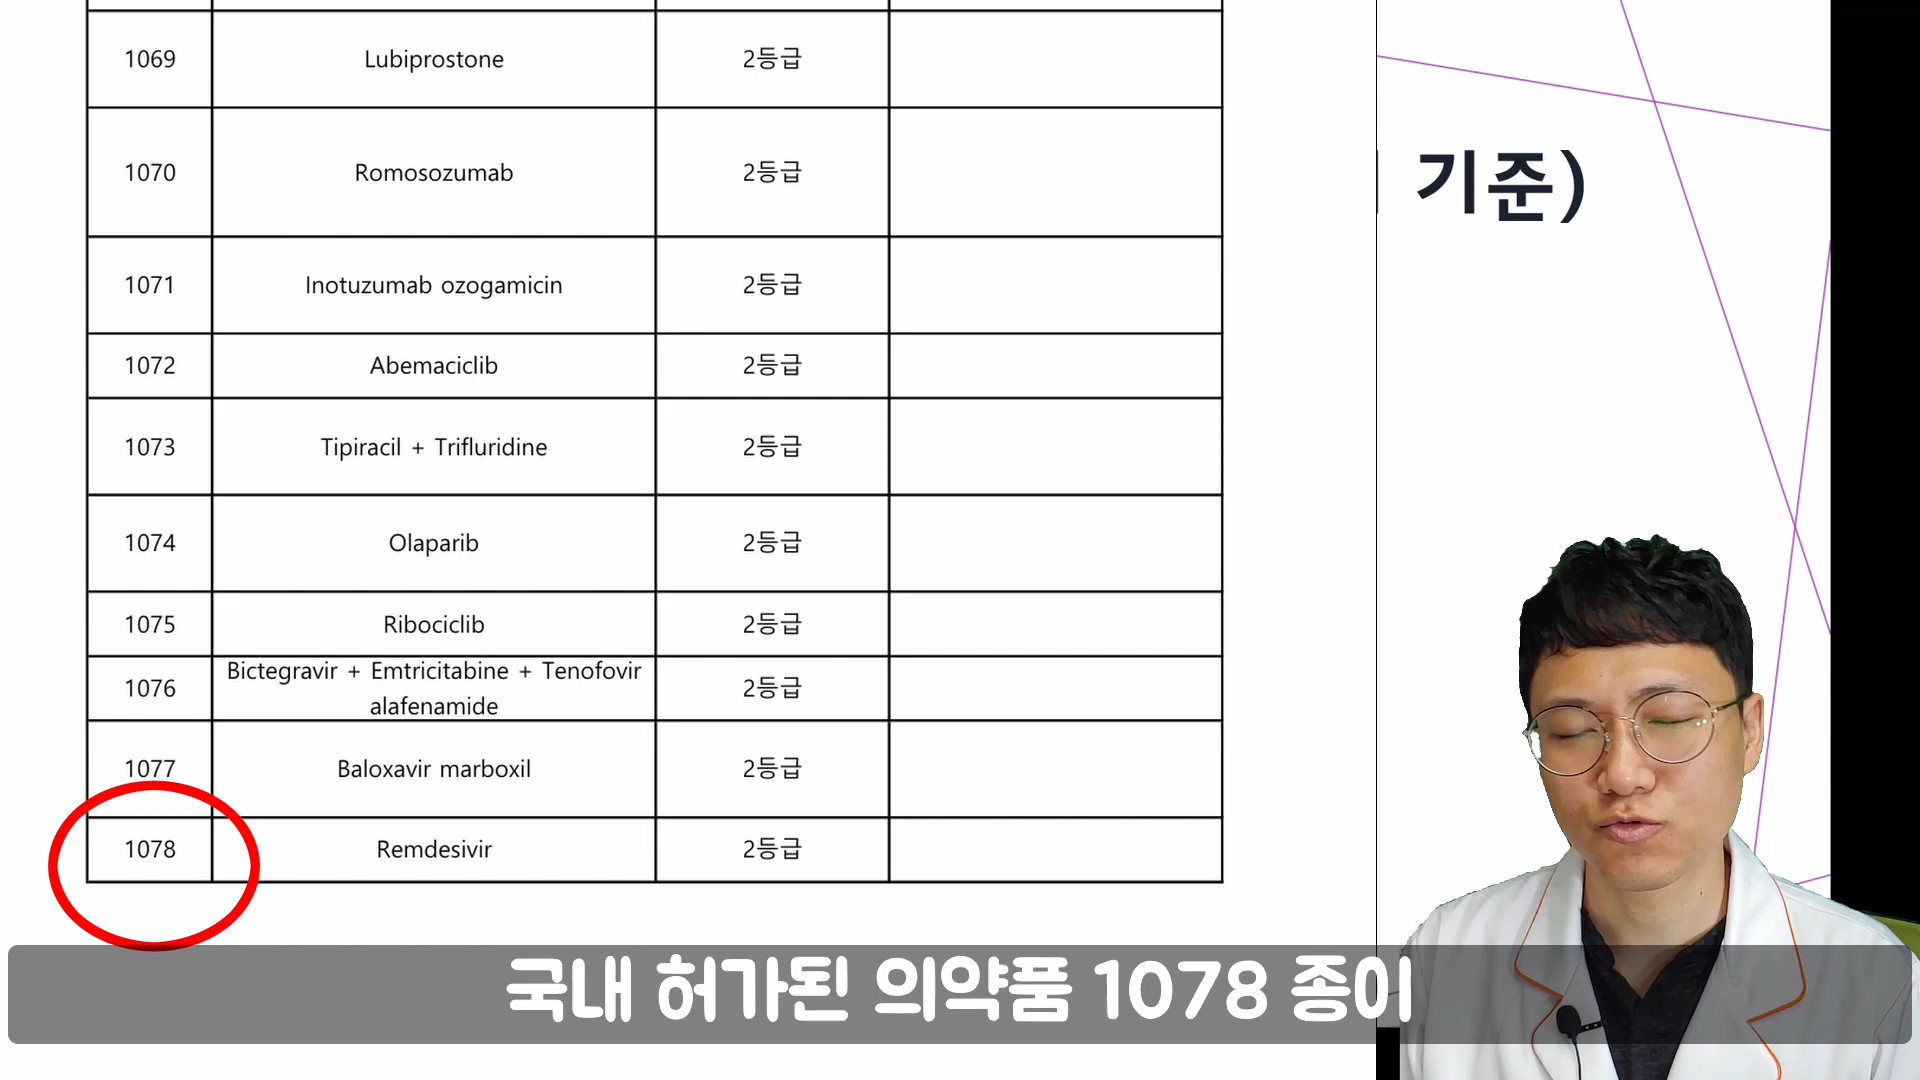 1069 Lubiprostone 2등급
1070 Romosozumab 2등급
1071 Inotuzumab ozogamicin 2등급
1072 Abemaciclib 2등급
1073 Tipiracil + Trifluridine 2등급
1074 Olaparib 2등급
1075 Ribociclib 2등급
1076 Bictegravir + Emtricitabine + Tenofovir 2등급
alafenamide
1077 Baloxavir marboxil 2등급
1078 Remdesivir 2등급
기준)
국내 허가된 의약품 1078 종이